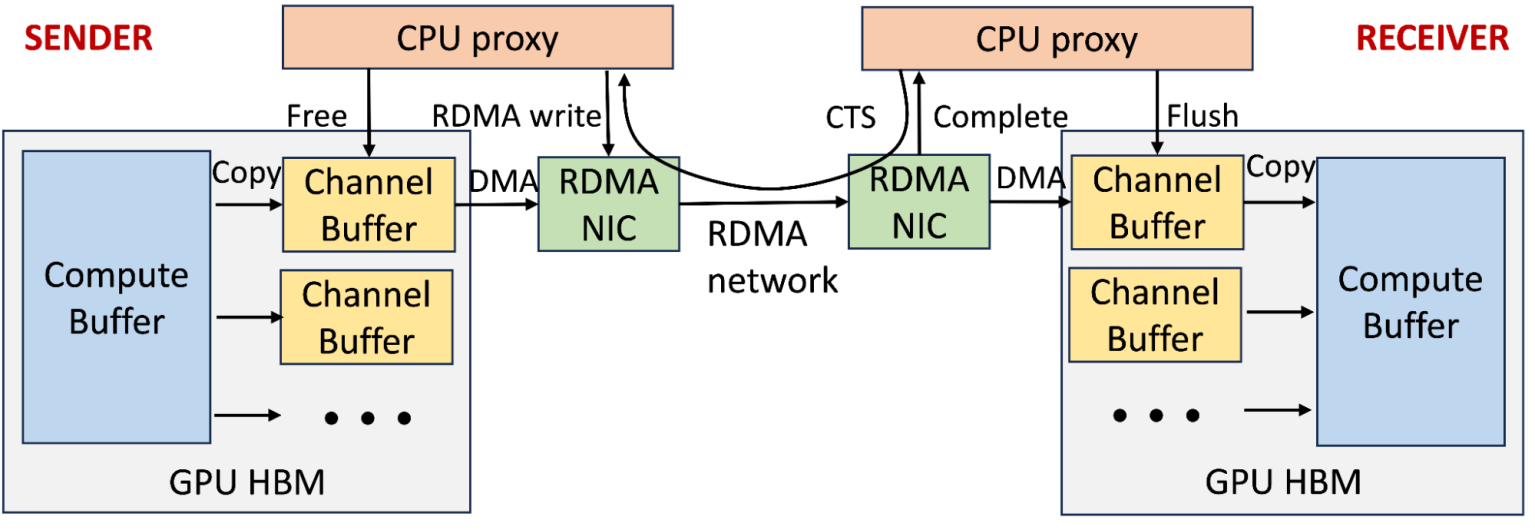 SENDER
CPU proxy
CPU proxy
RECEIVER
Free
RDMA write
CTS
Complete
Flush
Copy
Channel
Buffer
DMA
RDMA
NIC
RDMA
network
RDMA
NIC
DMA
Channel
Buffer
Copy
Compute
Buffer
Channel
Buffer
Channel
Buffer
Compute
Buffer
GPU HBM
GPU HBM